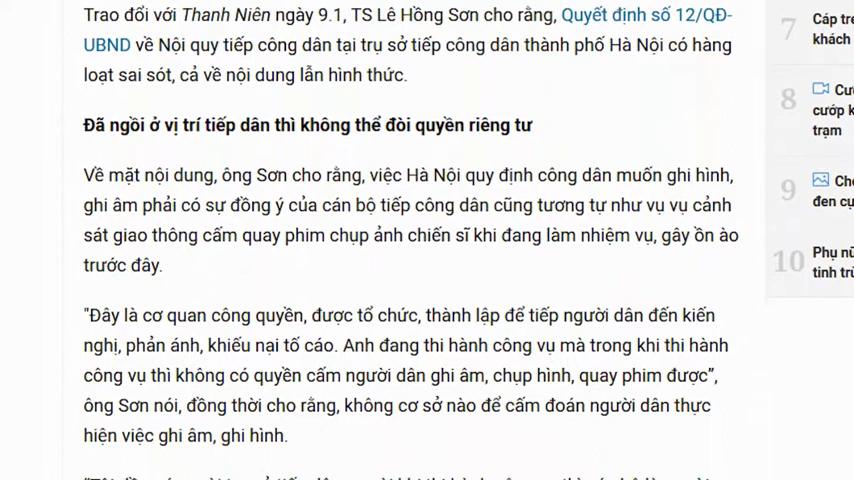 Trao đổi với Thanh Niên ngày 9.1, TS Lê Hồng Sơn cho rằng, Quyết định số 12/QĐ-
UBND về Nội quy tiếp công dân tại trụ sở tiếp công dân thành phố Hà Nội có hàng
loạt sai sót, cả về nội dung lẫn hình thức.
Đã ngồi ở vị trí tiếp dân thì không thể đòi quyền riêng tư
Về mặt nội dung, ông Sơn cho rằng, việc Hà Nội quy định công dân muốn ghi hình,
ghi âm phải có sự đồng ý của cán bộ tiếp công dân cũng tương tự như vụ vụ cảnh
sát giao thông cấm quay phim chụp ảnh chiến sĩ khi đang làm nhiệm vụ, gây ồn ào
trước đây.
"Đây là cơ quan công quyền, được tổ chức, thành lập để tiếp người dân đến kiến
nghị, phản ánh, khiếu nại tố cáo. Anh đang thi hành công vụ mà trong khi thi hành
công vụ thì không có quyền cấm người dân ghi âm, chụp hình, quay phim được”,
ông Sơn nói, đồng thời cho rằng, không cơ sở nào để cấm đoán người dân thực
hiện việc ghi âm, ghi hình.
7
Cáp tre
khách
8
cướp k
trạm
9
đen cụ
10
Phụ nữ
tinh trù